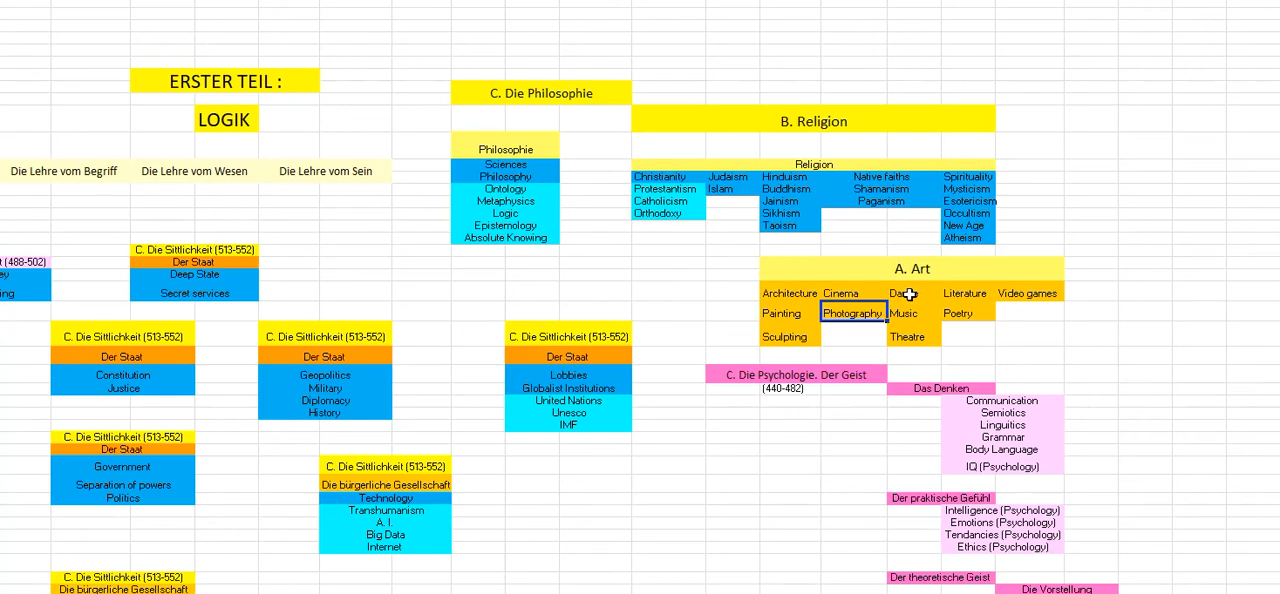 ERSTER TEIL :
LOGIK
Die Lehre vom Begriff
Die Lehre vom Wesen
Die Lehre vom Sein
C. Die Philosophie
Philosophie
Sciences
Philosophy
Ontology
Metaphysics
Logic
Epistemology
Absolute Knowing
B. Religion
Religion
Christianity Judaism Hinduism Native faiths Spirituality
Protestantism Islam Buddhism Shamanism Mysticism
Catholicism Jainism Paganism Esotericism
Orthodoxy Sikhism Occultism
Taoism New Age
Atheism
A. Art
Architecture Cinema Literature Video games
Painting Photography Music Poetry
Sculpting Theatre
(488-502)
C. Die Sittlichkeit (513-552)
Der Staat
Deep State
Secret services
C. Die Sittlichkeit (513-552)
Der Staat
Constitution
Justice
C. Die Sittlichkeit (513-552)
Der Staat
Geopolitics
Military
Diplomacy
History
C. Die Sittlichkeit (513-552)
Der Staat
Lobbies
Globalist Institutions
United Nations
Unesco
IMF
C. Die Psychologie. Der Geist
(440-482)
Das Denken
Communication
Semiotics
Linguitics
Grammar
Body Language
IQ (Psychology)
C. Die Sittlichkeit (513-552)
Der Staat
Government
Separation of powers
Politics
C. Die Sittlichkeit (513-552)
Die bürgerliche Gesellschaft
Technology
Transhumanism
A. I.
Big Data
Internet
Der praktische Gefühl
Intelligence (Psychology)
Emotions (Psychology)
Tendancies (Psychology)
Ethics (Psychology)
C. Die Sittlichkeit (513-552)
Die bürgerliche Gesellschaft
Der theoretische Geist
Die Vorstellung